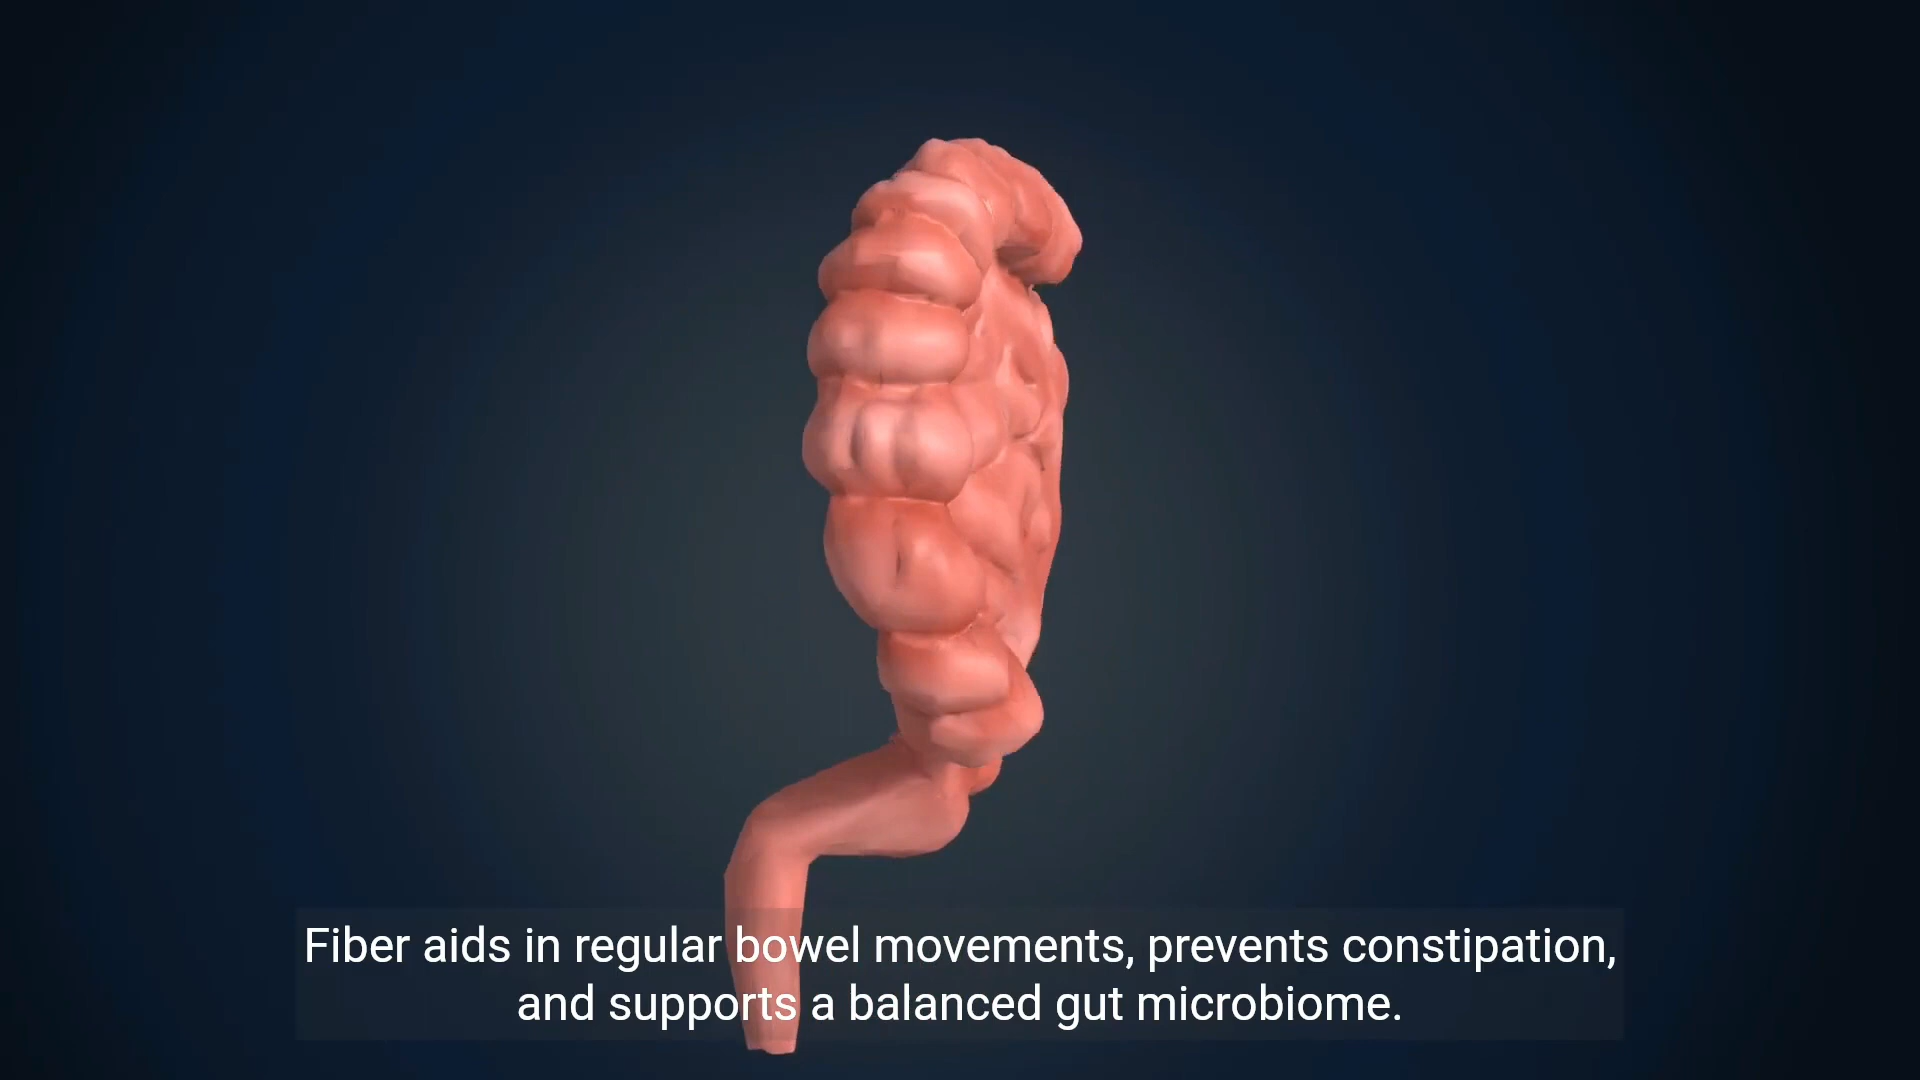 Fiber aids in regular bowel movements, prevents constipation,
and supports a balanced gut microbiome.